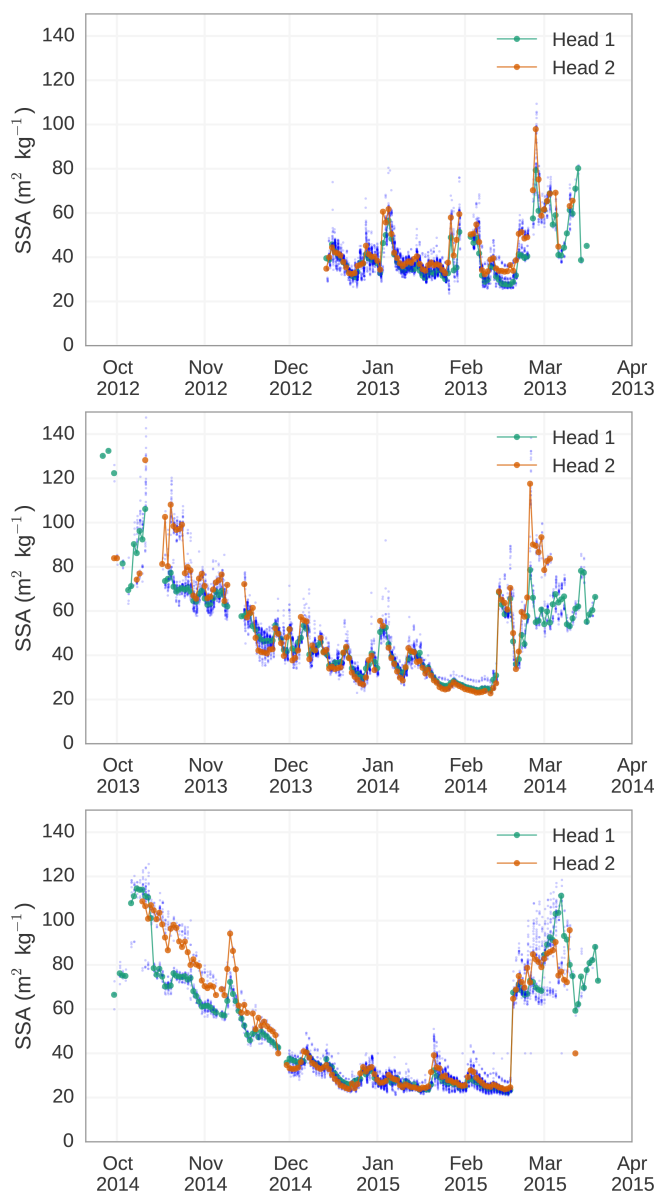 140
120
100
80
60
40
20
0
SSA (m² kg⁻¹)
Head 1
Head 2
Oct Nov Dec Jan Feb Mar Apr
2012 2012 2012 2013 2013 2013 2013
140
120
100
80
60
40
20
0
SSA (m² kg⁻¹)
Head 1
Head 2
Oct Nov Dec Jan Feb Mar Apr
2013 2013 2013 2014 2014 2014 2014
140
120
100
80
60
40
20
0
SSA (m² kg⁻¹)
Head 1
Head 2
Oct Nov Dec Jan Feb Mar Apr
2014 2014 2014 2015 2015 2015 2015